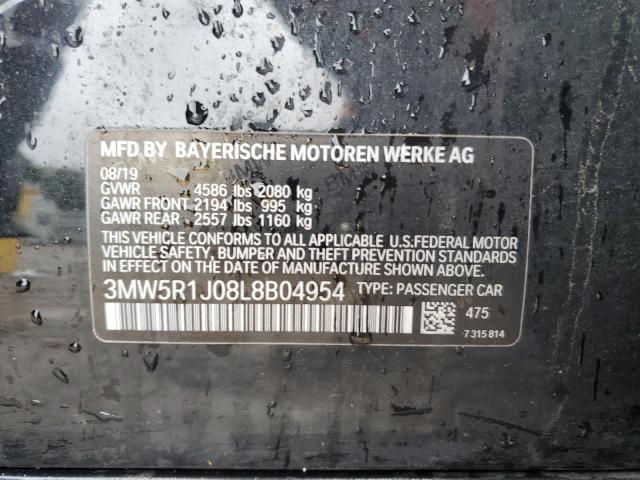 MFD BY BAYERISCHE MOTOREN WERKE AG
08/19
GVWR 4586 lbs 2080 kg
GAWR FRONT 2194 lbs 995 kg
GAWR REAR : 2557 lbs 1160 kg
THIS VEHICLE CONFORMS TO ALL APPLICABLE U.S.FEDERAL MOTOR
VEHICLE SAFETY, BUMPER AND THEFT PREVENTION STANDARDS
IN EFFECT ON THE DATE OF MANUFACTURE SHOWN ABOVE.
3MW5R1J08L8B04954 TYPE: PASSENGER CAR
475
7 315 814